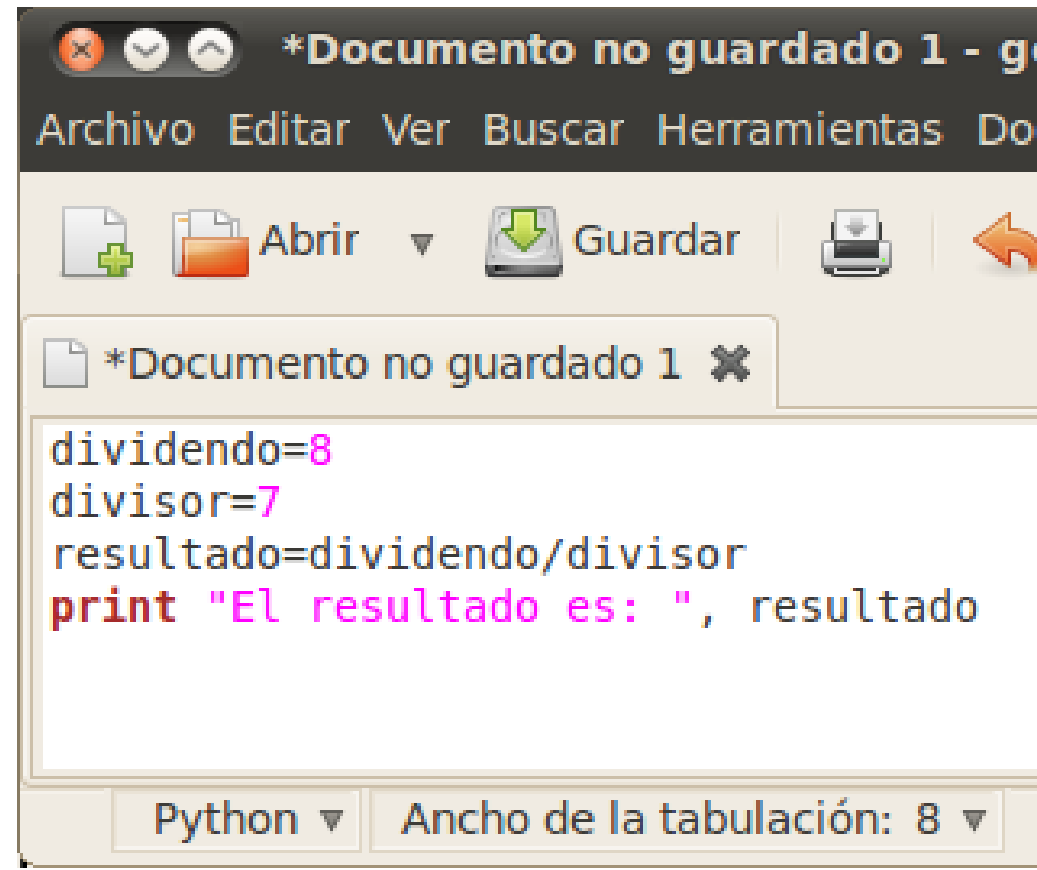 *Documento no guardado 1 - g
Archivo Editar Ver Buscar Herramientas Do
Abrir Guardar
*Documento no guardado 1
dividendo=8
divisor=7
resultado=dividendo/divisor
print "El resultado es: ", resultado
Python Ancho de la tabulación: 8